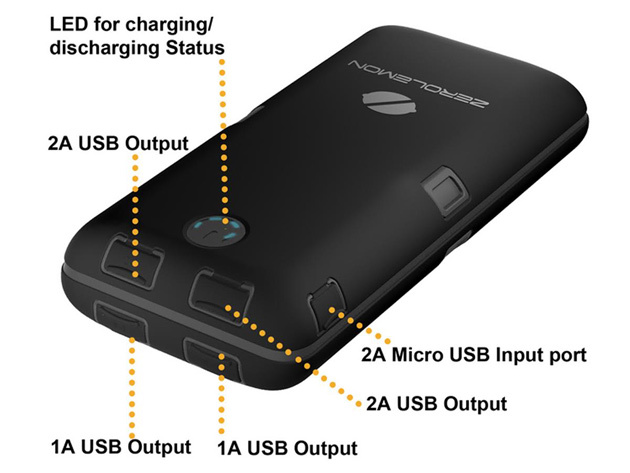 LED for charging/
discharging Status
ZEROLEMON
2A USB Output
2A Micro USB Input port
2A USB Output
1A USB Output
1A USB Output